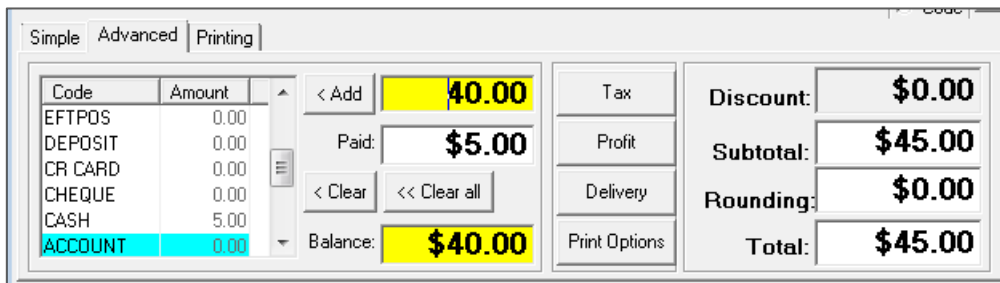 Code
Simple Advanced Printing
Code Amount < Add 40.00 Tax Discount: $0.00
EFTPOS 0.00
DEPOSIT 0.00 Paid: $5.00 Profit Subtotal: $45.00
CR CARD 0.00
CHEQUE 0.00 < Clear << Clear all Delivery Rounding: $0.00
CASH 5.00
ACCOUNT 0.00 Balance: $40.00 Print Options Total: $45.00